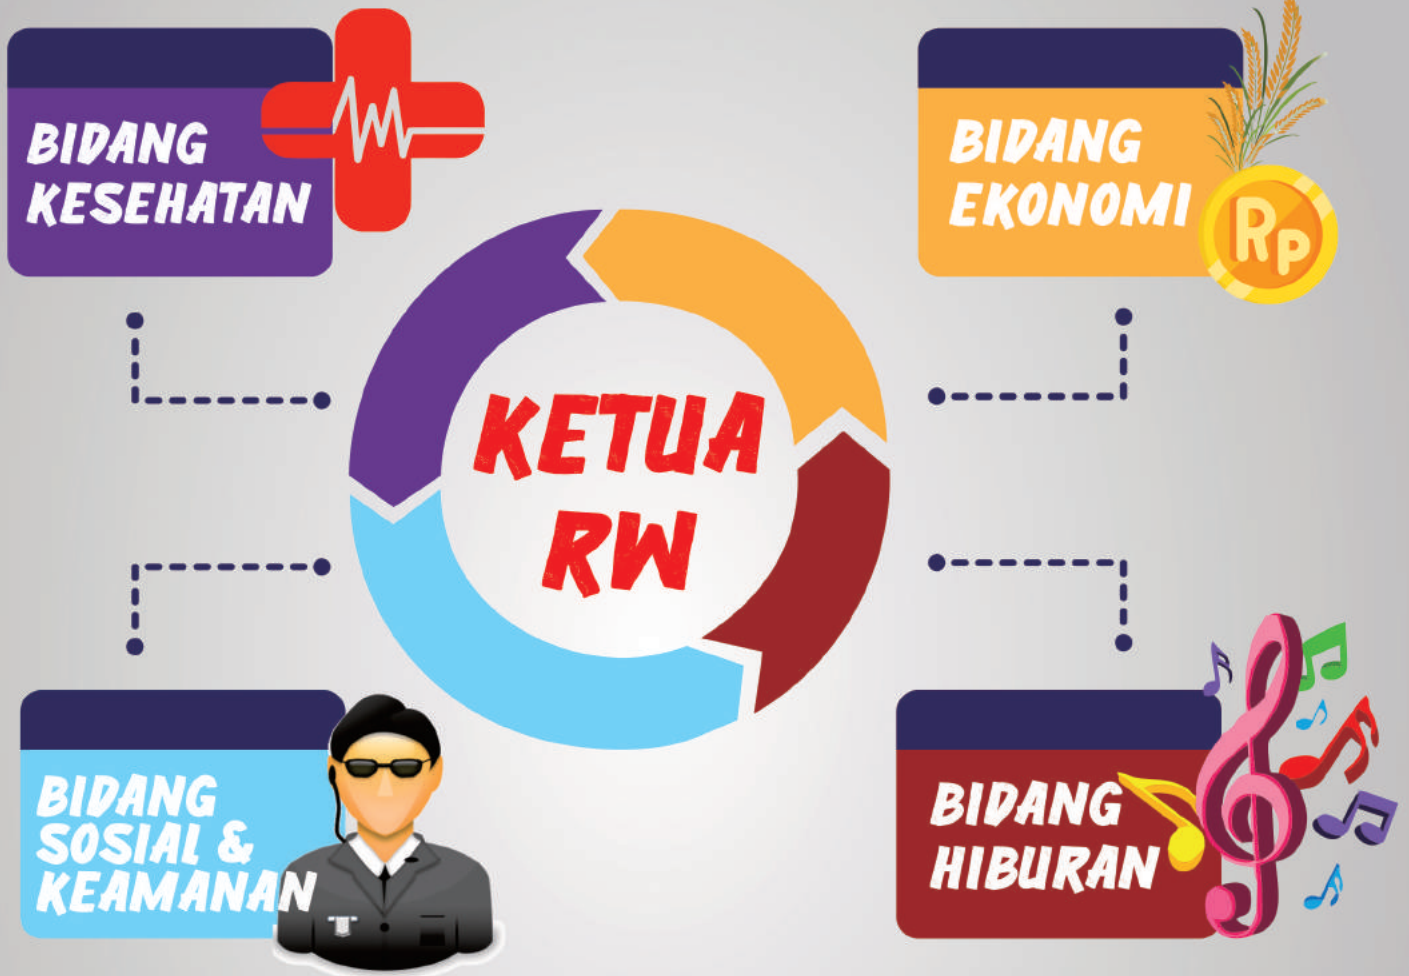 BIDANG
KESEHATAN
BIDANG
EKONOMI
RP
KETUA
RW
BIDANG
SOSIAL &
KEAMANAN
BIDANG
HIBURAN